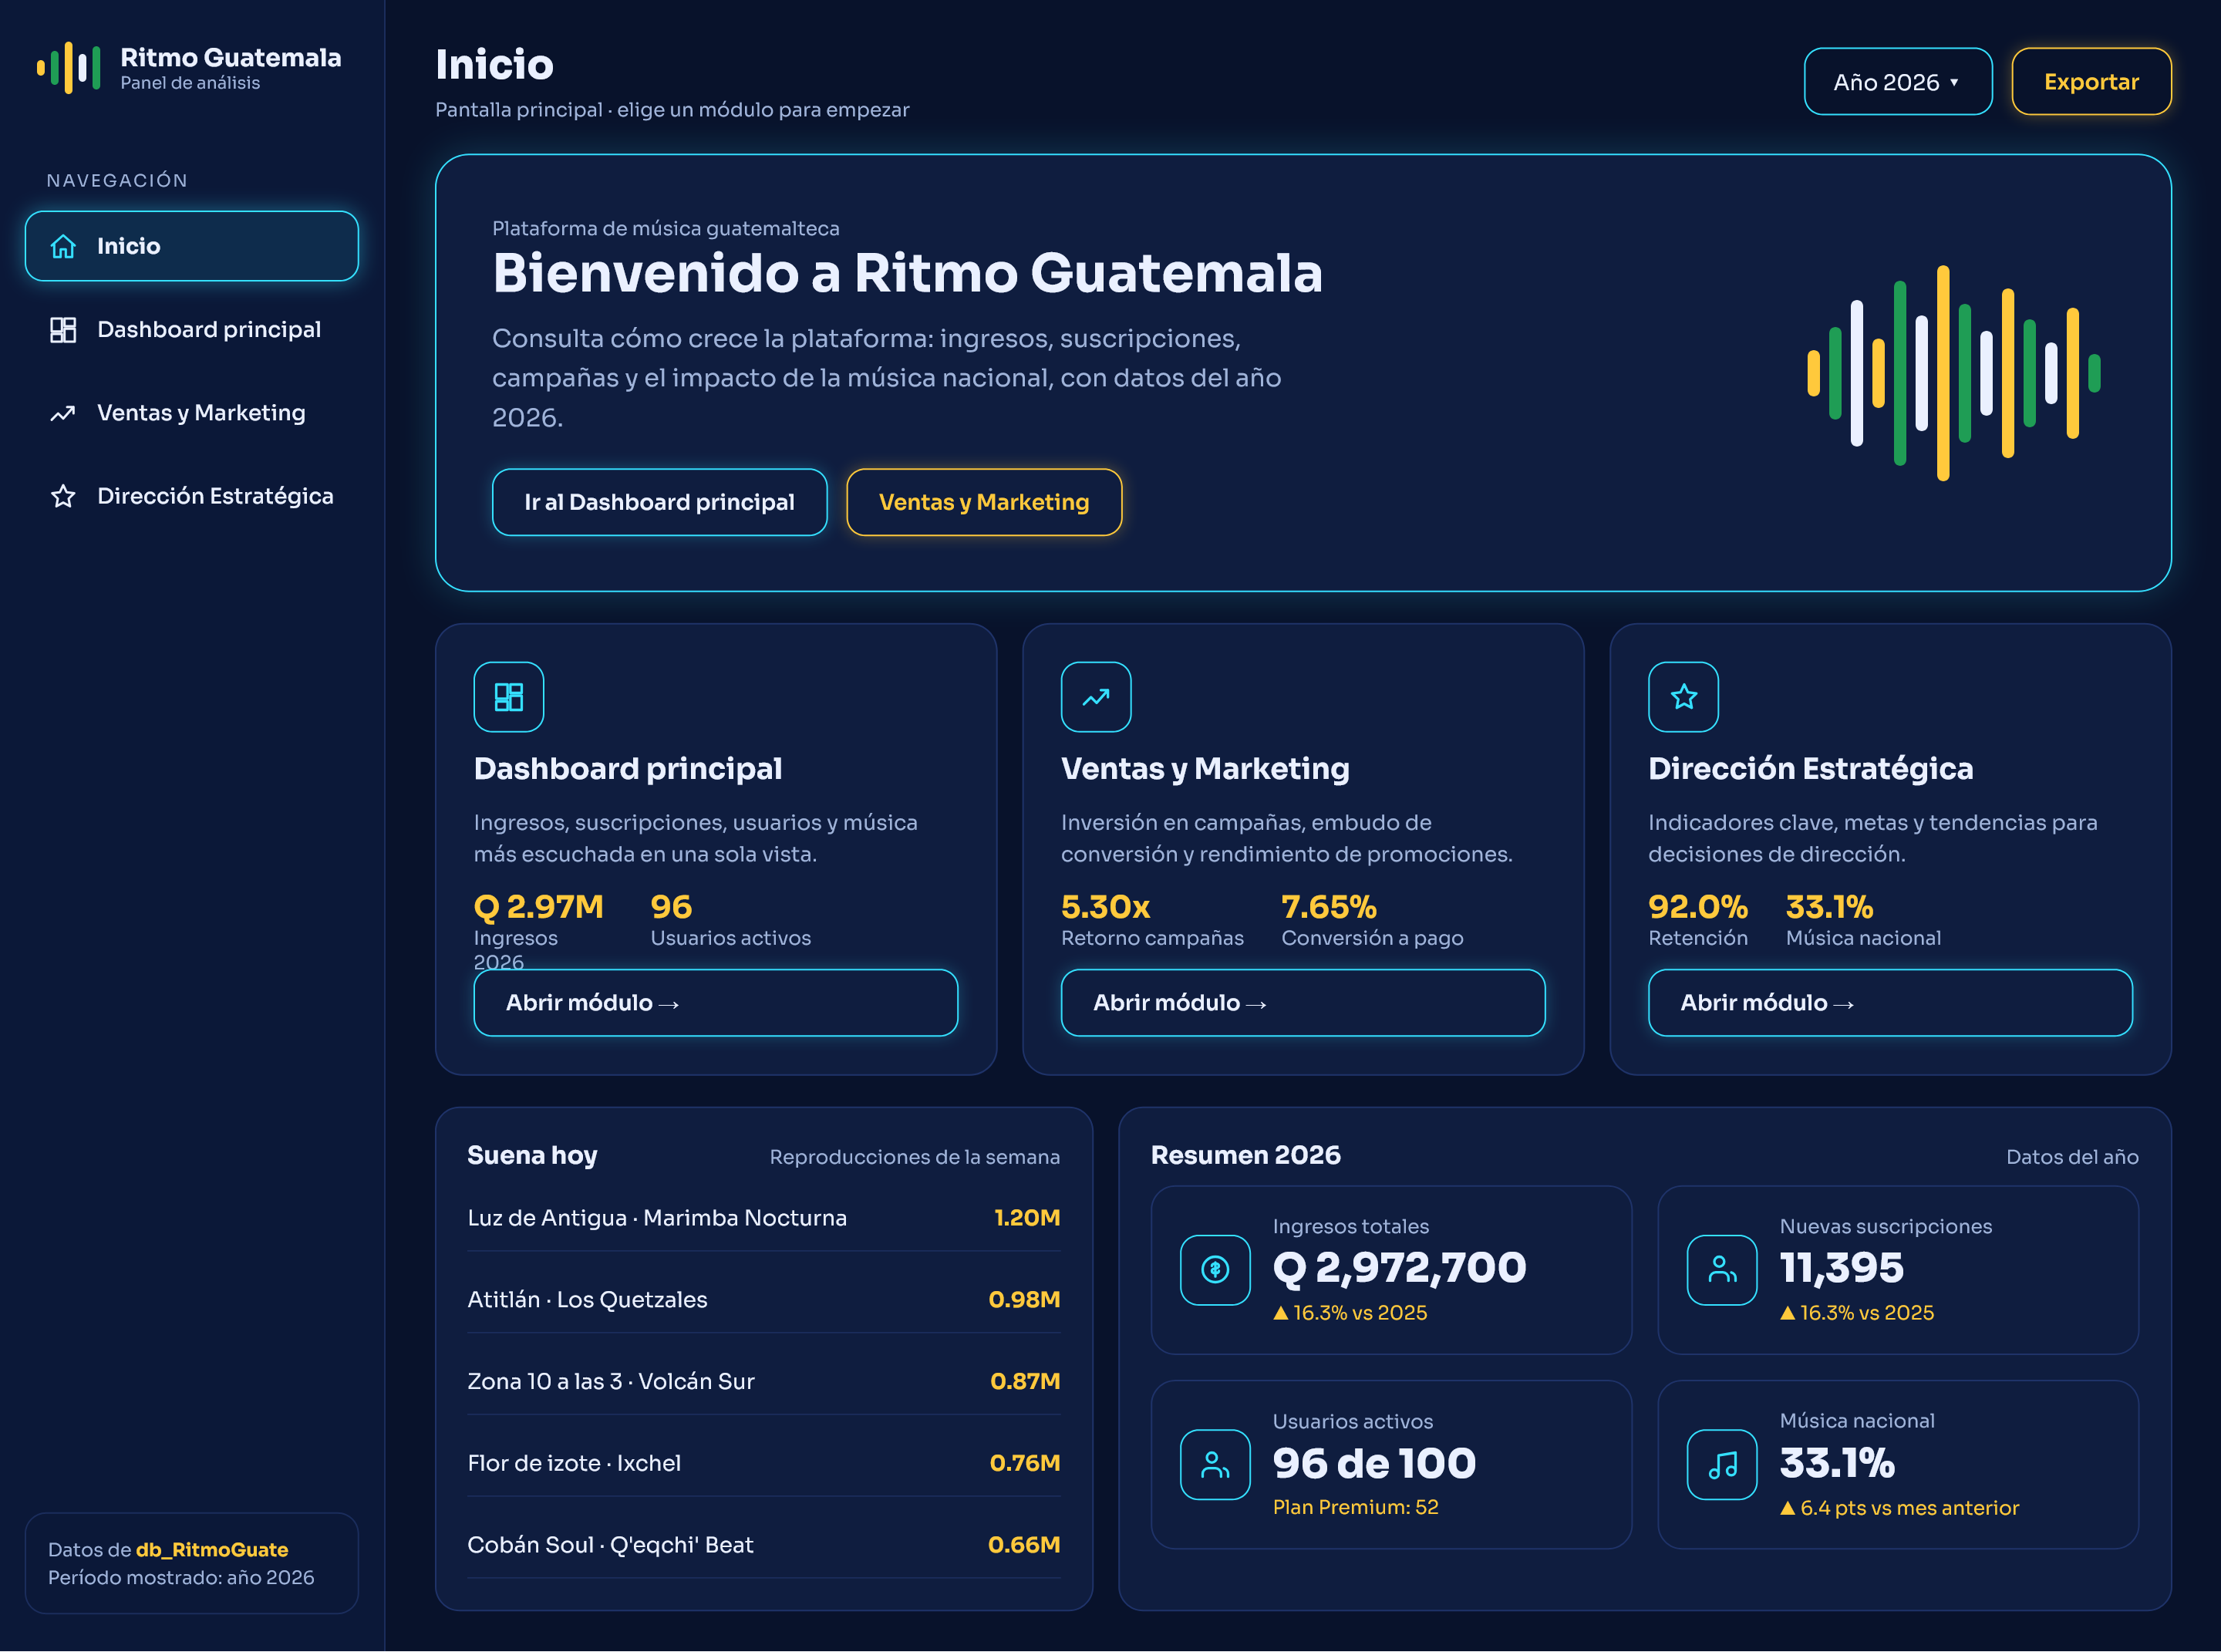 Ritmo Guatemala
Panel de análisis
NAVEGACIÓN
Inicio
Dashboard principal
Ventas y Marketing
Dirección Estratégica
Datos de db_RitmoGuate
Período mostrado: año 2026
Inicio
Pantalla principal · elige un módulo para empezar
Año 2026 ▾
Exportar
Plataforma de música guatemalteca
Bienvenido a Ritmo Guatemala
Consulta cómo crece la plataforma: ingresos, suscripciones,
campañas y el impacto de la música nacional, con datos del año
2026.
Ir al Dashboard principal
Ventas y Marketing
Dashboard principal
Ingresos, suscripciones, usuarios y música
más escuchada en una sola vista.
Q 2.97M
Ingresos
2026
96
Usuarios activos
Abrir módulo →
Ventas y Marketing
Inversión en campañas, embudo de
conversión y rendimiento de promociones.
5.30x
Retorno campañas
7.65%
Conversión a pago
Abrir módulo →
Dirección Estratégica
Indicadores clave, metas y tendencias para
decisiones de dirección.
92.0%
Retención
33.1%
Música nacional
Abrir módulo →
Suena hoy
Reproducciones de la semana
Luz de Antigua · Marimba Nocturna 1.20M
Atitlán · Los Quetzales 0.98M
Zona 10 a las 3 · Volcán Sur 0.87M
Flor de izote · Ixchel 0.76M
Cobán Soul · Q'eqchi' Beat 0.66M
Resumen 2026
Datos del año
Ingresos totales
Q 2,972,700
▲ 16.3% vs 2025
Nuevas suscripciones
11,395
▲ 16.3% vs 2025
Usuarios activos
96 de 100
Plan Premium: 52
Música nacional
33.1%
▲ 6.4 pts vs mes anterior